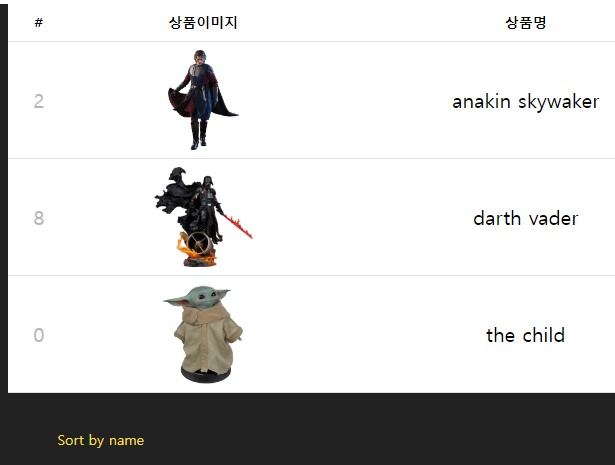 # 상품이미지 상품명
2 anakin skywaker
8 darth vader
0 the child
Sort by name